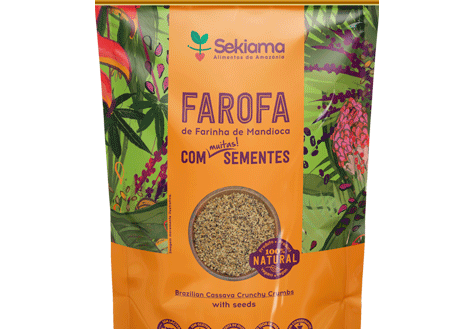 Sekiama
Alimentos da Amazônia
FAROFA
de Farinha de Mandioca
muitas!
COM SEMENTES
100%
NATURAL
Brazilian Cassava Crunchy Crumbs
with seeds